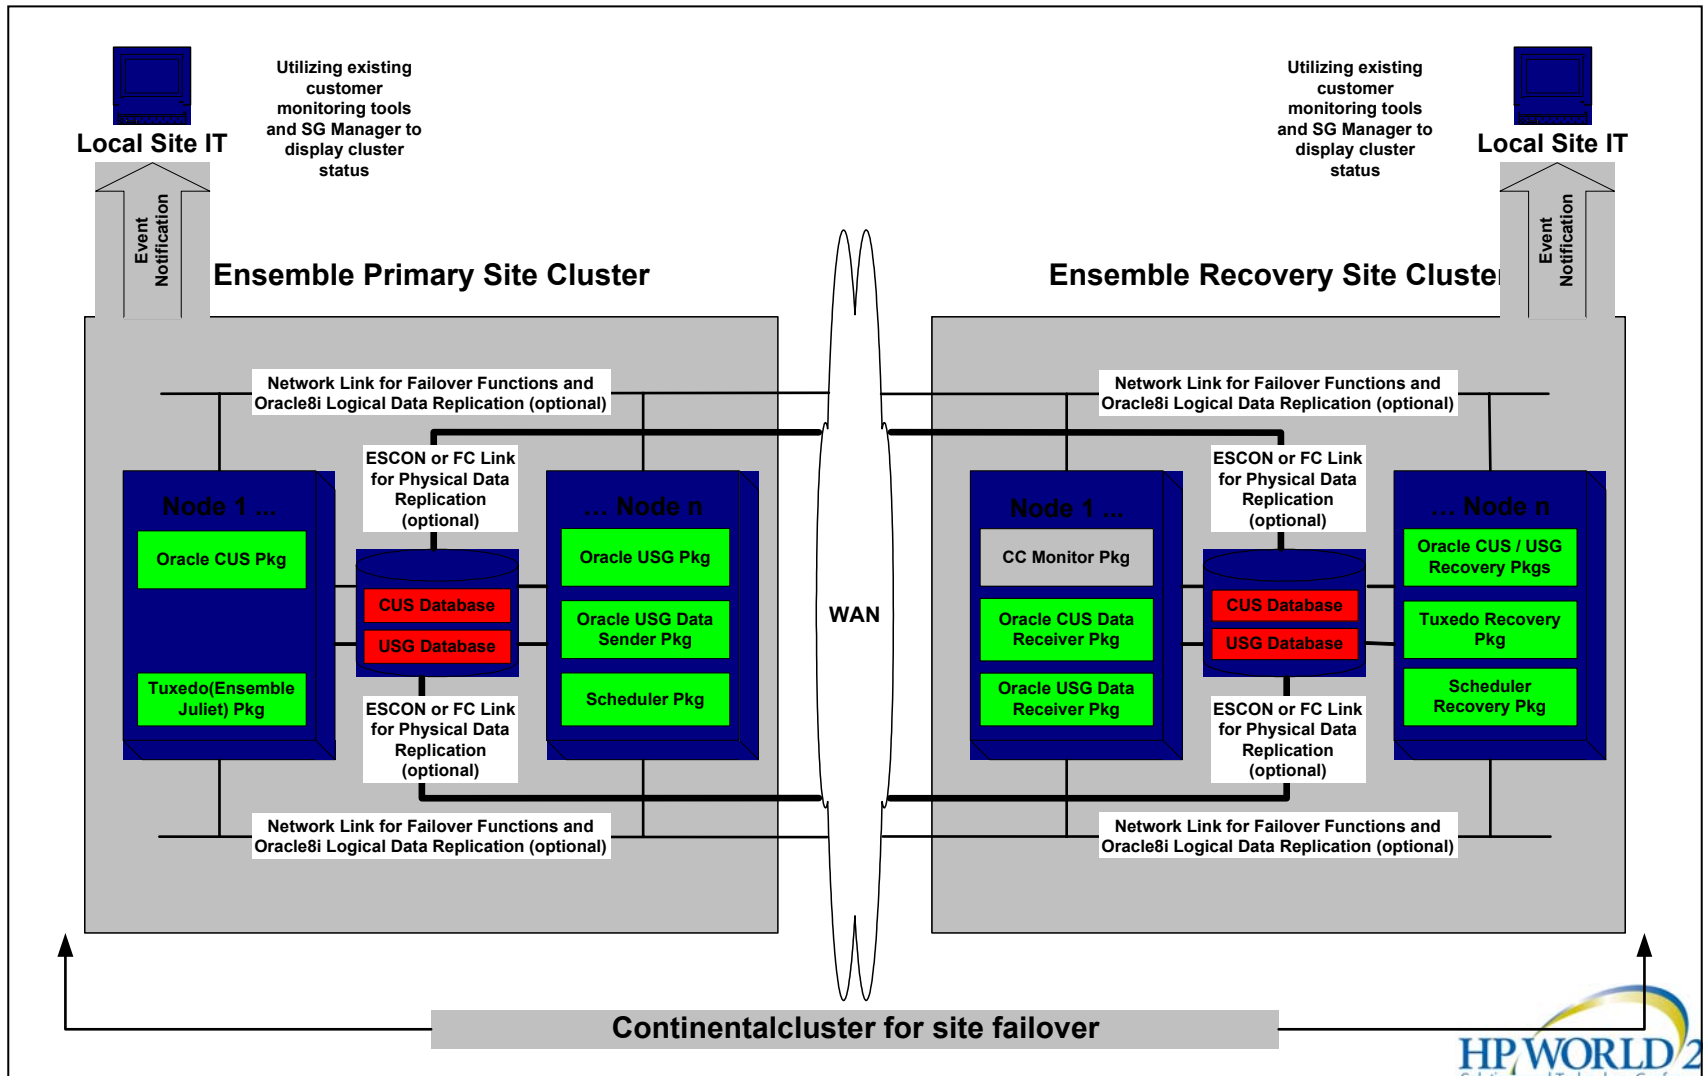 Utilizing existing
customer
monitoring tools
and SG Manager to
display cluster
status
Local Site IT
Event
Notification
Utilizing existing
customer
monitoring tools
and SG Manager to
display cluster
status
Local Site IT
Event
Notification
Ensemble Primary Site Cluster
Network Link for Failover Functions and
Oracle8i Logical Data Replication (optional)
ESCON or FC Link
for Physical Data
Replication
(optional)
Node 1 ...
Oracle CUS Pkg
Tuxedo(Ensemble
Juliet) Pkg
CUS Database
USG Database
... Node n
Oracle USG Pkg
Oracle USG Data
Sender Pkg
Scheduler Pkg
ESCON or FC Link
for Physical Data
Replication
(optional)
Network Link for Failover Functions and
Oracle8i Logical Data Replication (optional)
WAN
Ensemble Recovery Site Cluster
Network Link for Failover Functions and
Oracle8i Logical Data Replication (optional)
ESCON or FC Link
for Physical Data
Replication
(optional)
Node 1 ...
CC Monitor Pkg
Oracle CUS Data
Receiver Pkg
Oracle USG Data
Receiver Pkg
CUS Database
USG Database
... Node n
Oracle CUS / USG
Recovery Pkgs
Tuxedo Recovery
Pkg
Scheduler
Recovery Pkg
ESCON or FC Link
for Physical Data
Replication
(optional)
Network Link for Failover Functions and
Oracle8i Logical Data Replication (optional)
Continentalcluster for site failover
HP WORLD 2